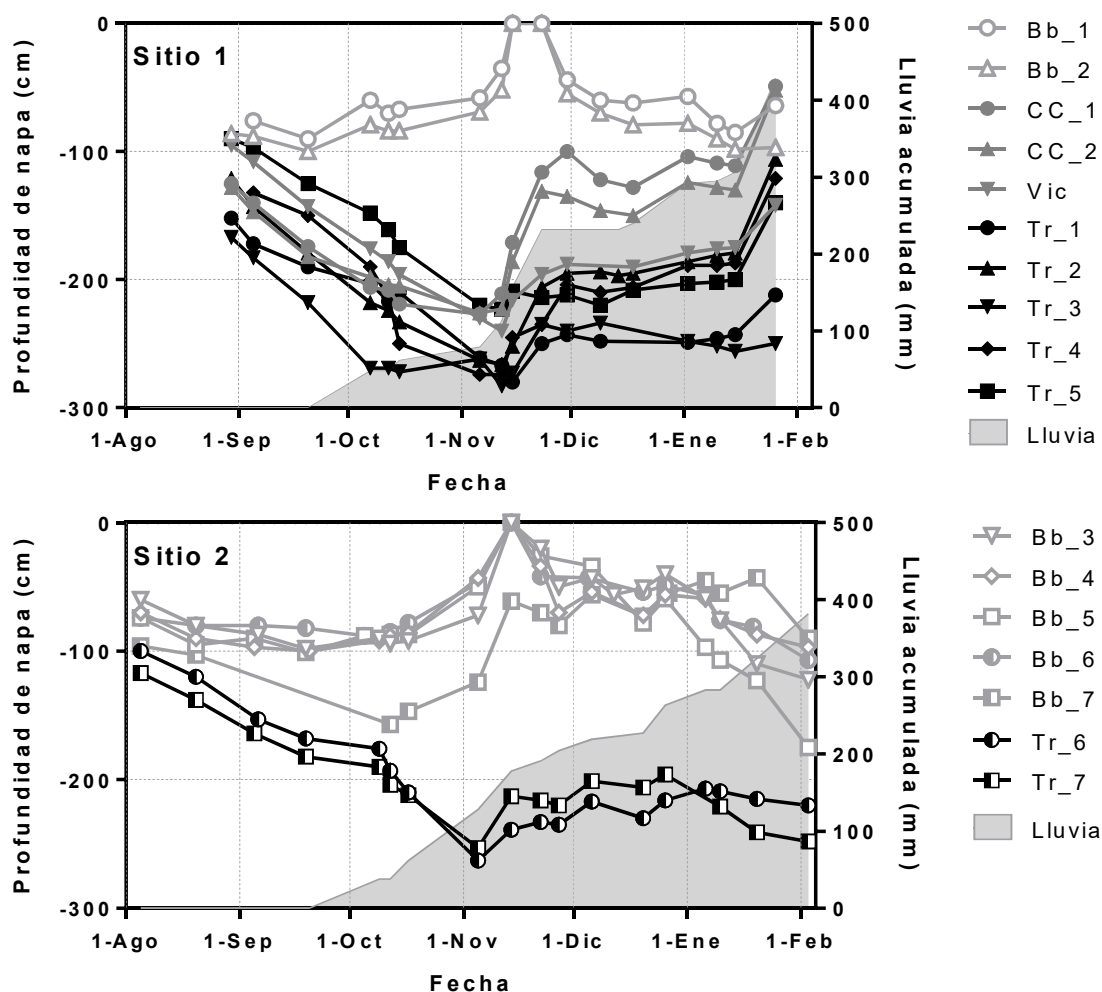 Sitio 1
Profundidad de napa (cm)
0
-100
-200
-300
Lluvia acumulada (mm)
500
400
300
200
100
0
1-Ago 1-Sep 1-Oct 1-Nov 1-Dic 1-Ene 1-Feb
Fecha
Bb_1
Bb_2
CC_1
CC_2
Vic
Tr_1
Tr_2
Tr_3
Tr_4
Tr_5
Lluvia
Sitio 2
Profundidad de napa (cm)
0
-100
-200
-300
Lluvia acumulada (mm)
500
400
300
200
100
0
1-Ago 1-Sep 1-Oct 1-Nov 1-Dic 1-Ene 1-Feb
Fecha
Bb_3
Bb_4
Bb_5
Bb_6
Bb_7
Tr_6
Tr_7
Lluvia